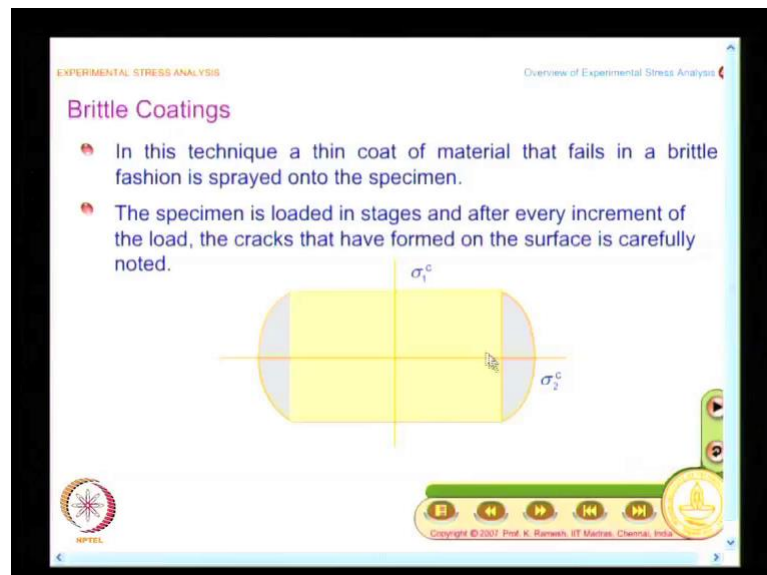 EXPERIMENTAL STRESS ANALYSIS
Overview of Experimental Stress Analysis
Brittle Coatings
In this technique a thin coat of material that fails in a brittle
fashion is sprayed onto the specimen.
The specimen is loaded in stages and after every increment of
the load, the cracks that have formed on the surface is carefully
noted.
σ₁ᶜ
σ₂ᶜ
NPTEL
Copyright © 2007 Prof. K. Ramesh, IIT Madras, Chennai, India